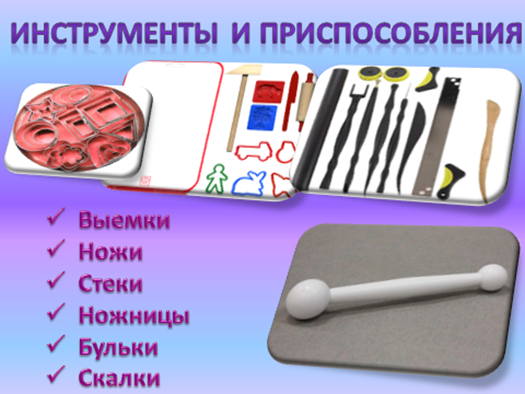 ИНСТРУМЕНТЫ И ПРИСПОСОБЛЕНИЯ
Выемки
Ножи
Стеки
Ножницы
Бульки
Скалки